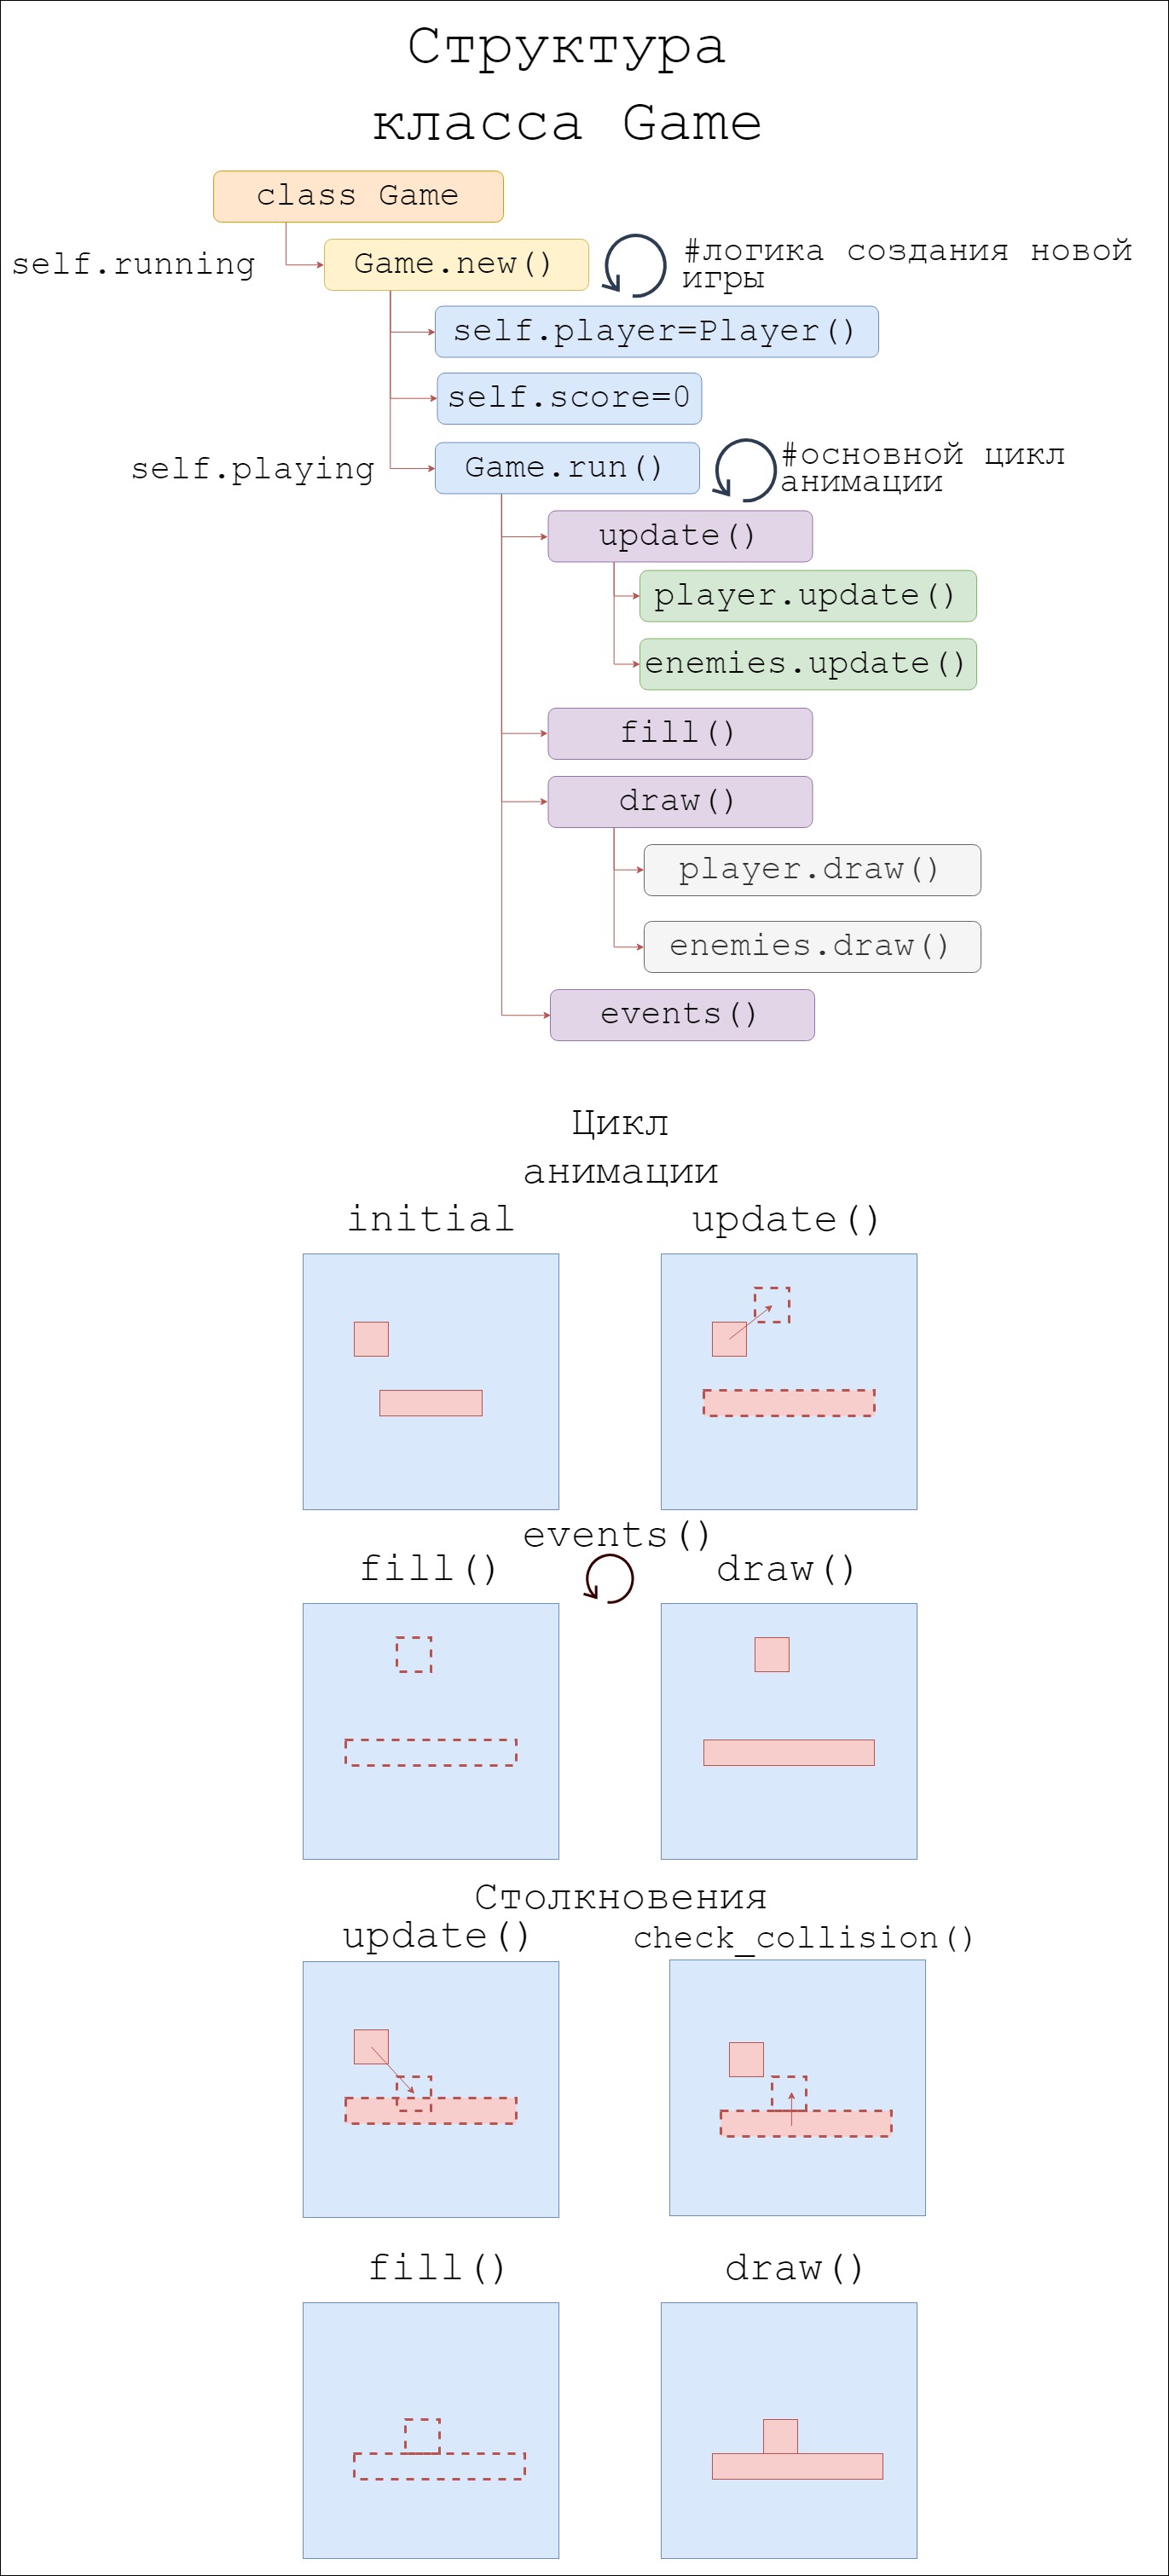 Структура
класса Game
class Game
self.running
Game.new()
#логика создания новой
игры
self.player=Player()
self.score=0
self.playing
Game.run()
#основной цикл
анимации
update()
player.update()
enemies.update()
fill()
draw()
player.draw()
enemies.draw()
events()
Цикл
анимации
initial
update()
events()
fill()
draw()
Столкновения
update()
check_collision()
fill()
draw()